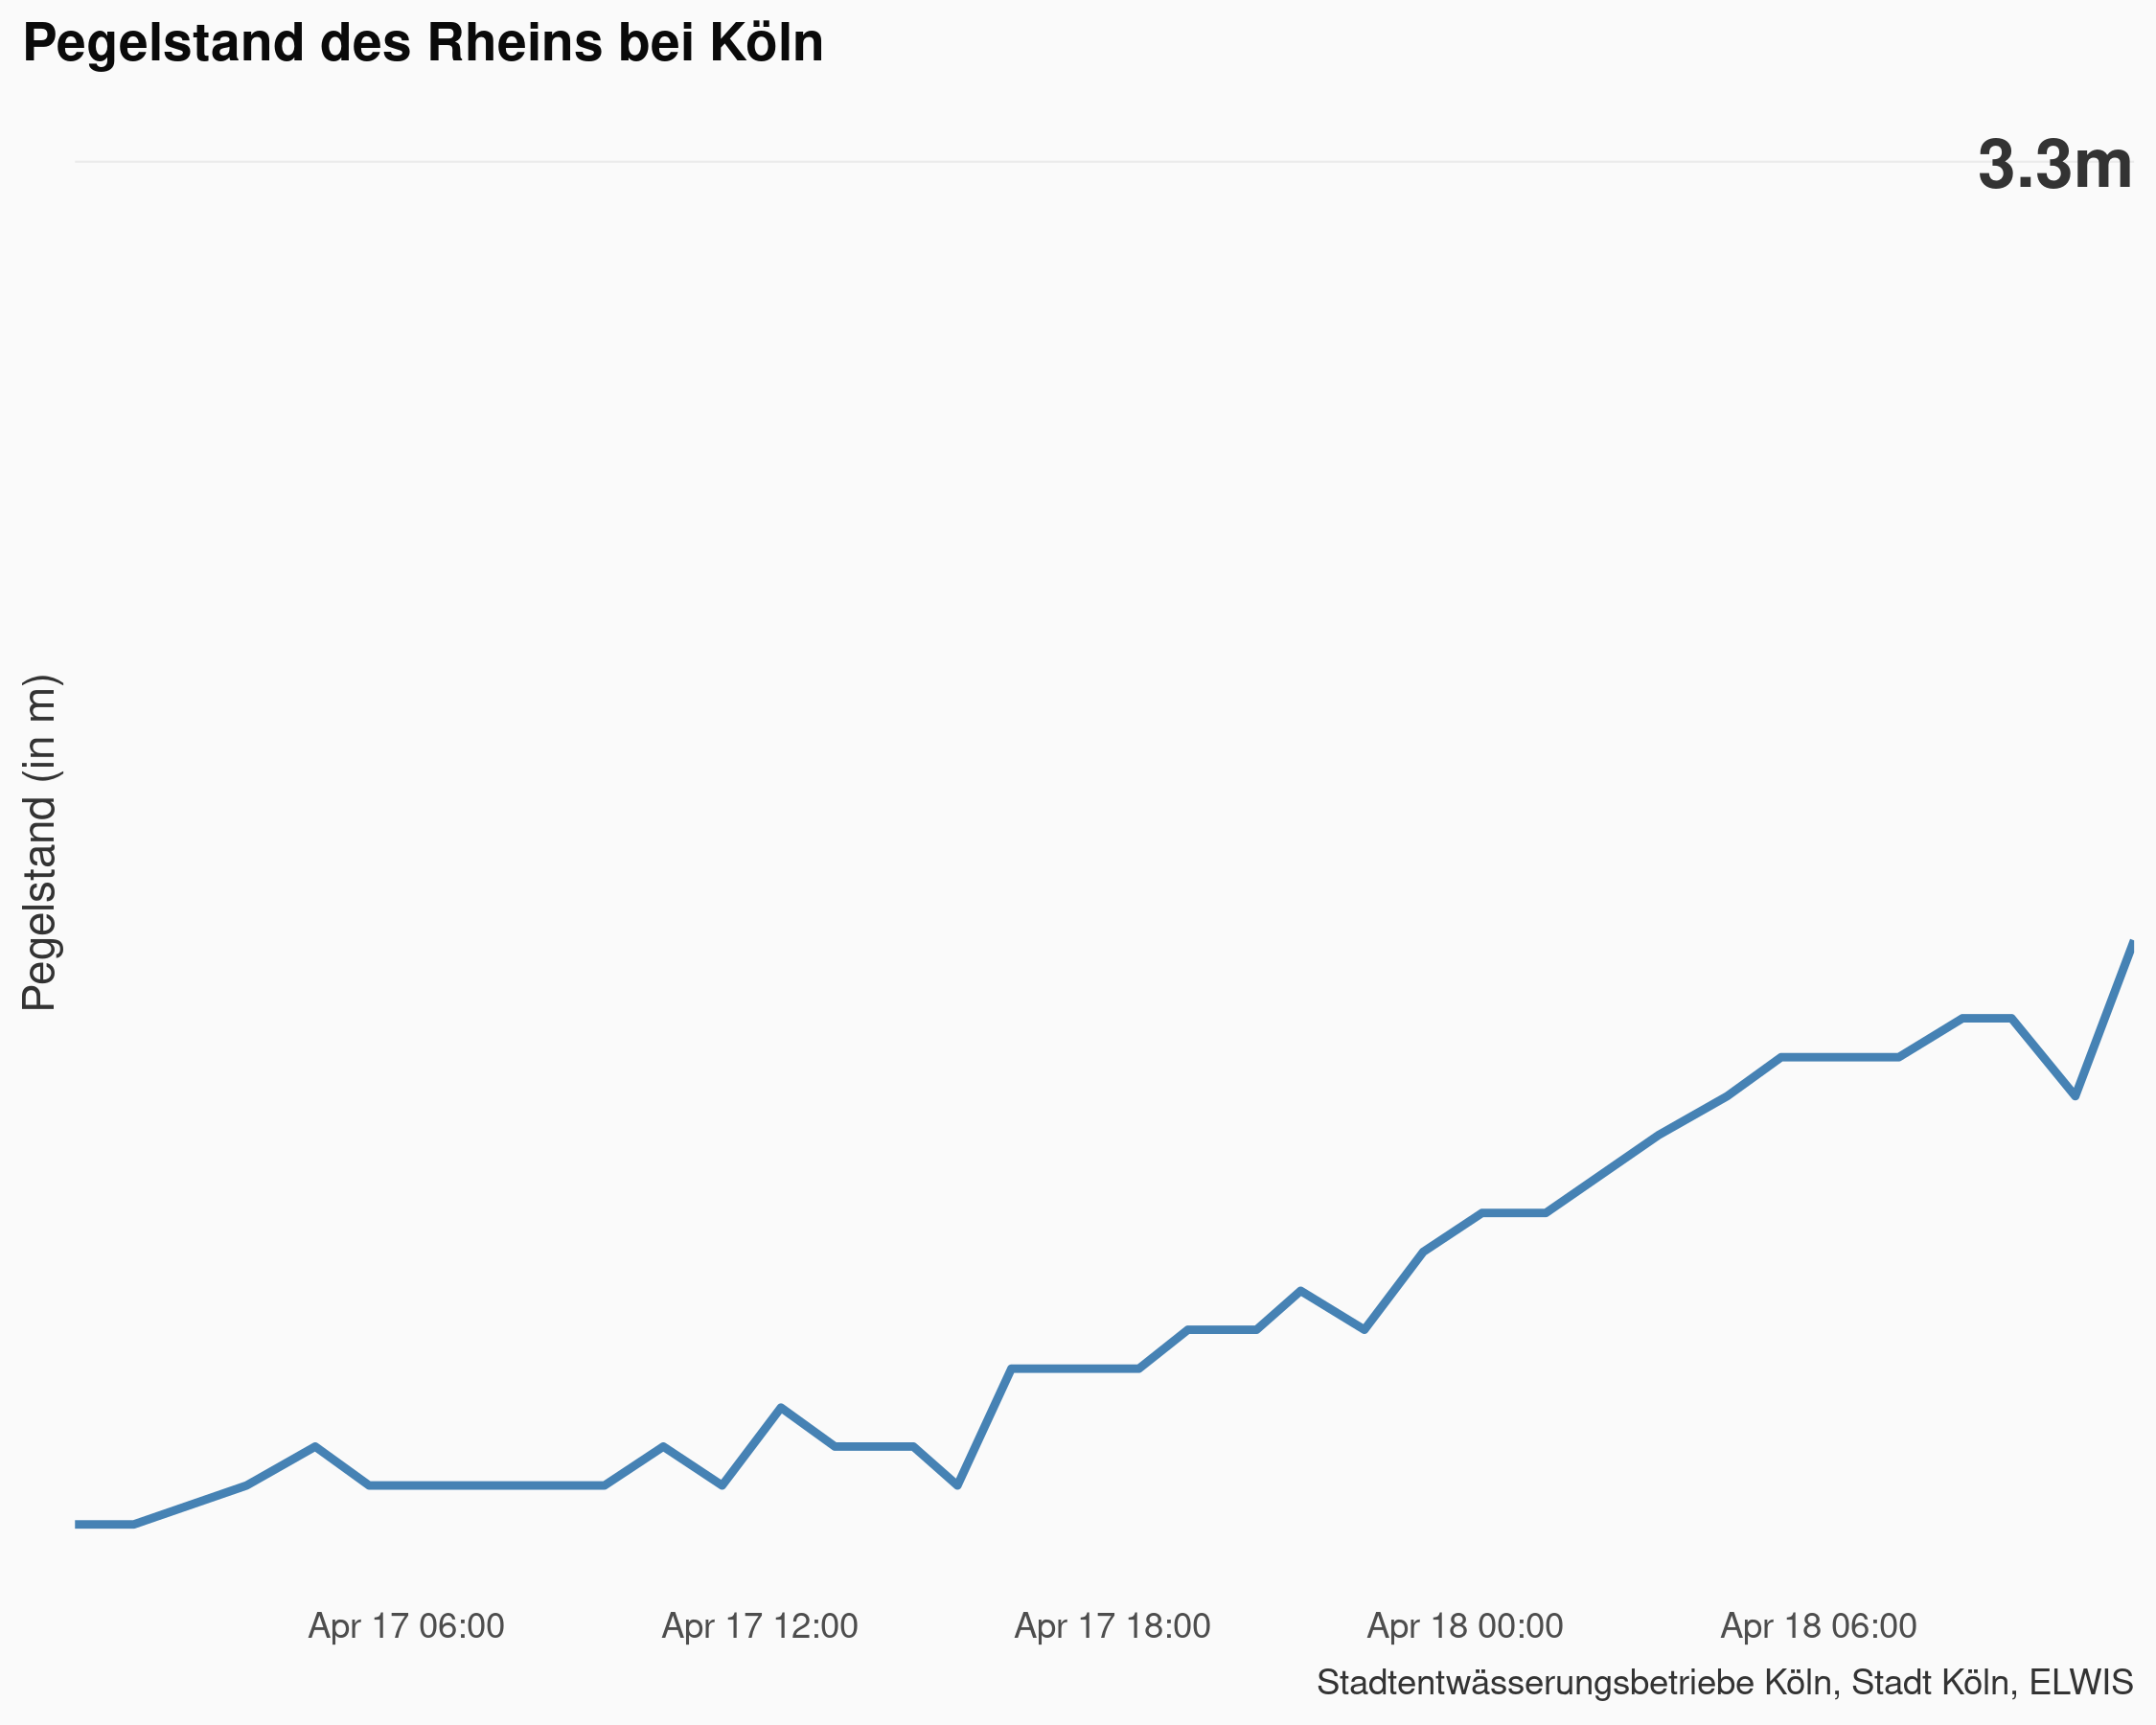 Pegelstand des Rheins bei Köln
3.3m
Pegelstand (in m)
Apr 17 06:00 Apr 17 12:00 Apr 17 18:00 Apr 18 00:00 Apr 18 06:00
Stadtentwässerungsbetriebe Köln, Stadt Köln, ELWIS